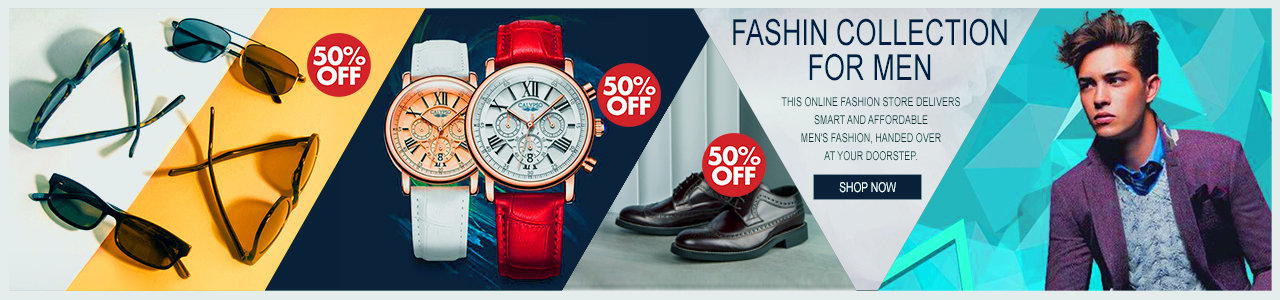 50%
OFF
CALYPSO
50%
OFF
50%
OFF
FASHIN COLLECTION
FOR MEN
THIS ONLINE FASHION STORE DELIVERS
SMART AND AFFORDABLE
MEN'S FASHION, HANDED OVER
AT YOUR DOORSTEP.
SHOP NOW